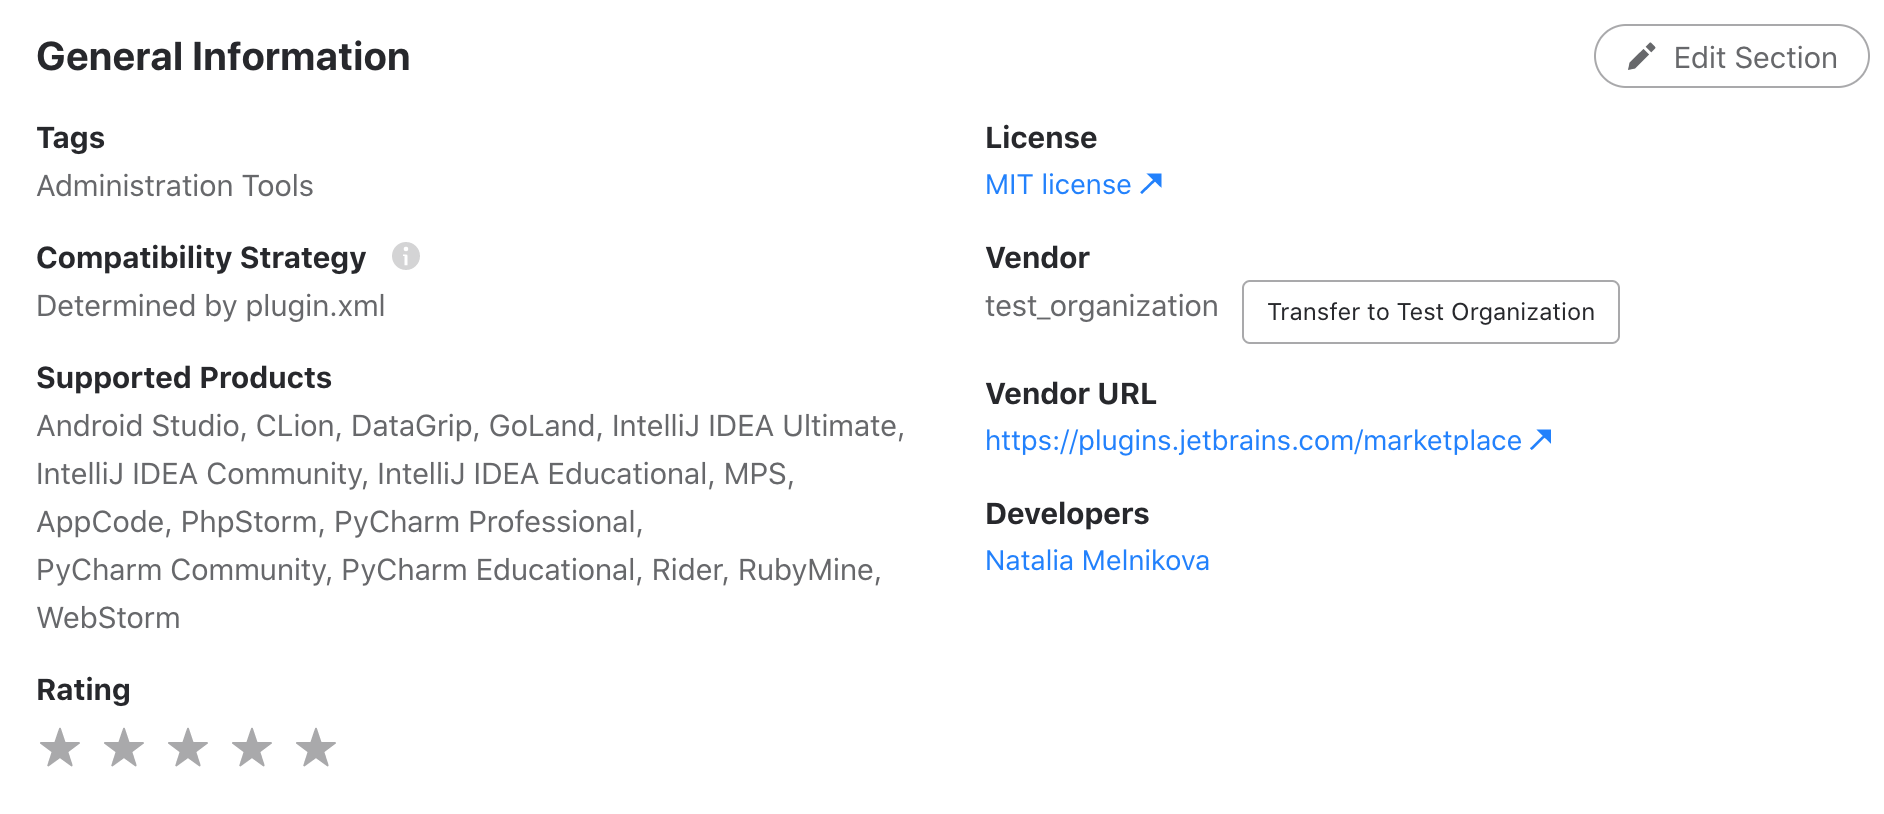 General Information
Edit Section
Tags
Administration Tools
Compatibility Strategy
Determined by plugin.xml
Supported Products
Android Studio, CLion, DataGrip, GoLand, IntelliJ IDEA Ultimate,
IntelliJ IDEA Community, IntelliJ IDEA Educational, MPS,
AppCode, PhpStorm, PyCharm Professional,
PyCharm Community, PyCharm Educational, Rider, RubyMine,
WebStorm
Rating
License
MIT license
Vendor
test_organization
Transfer to Test Organization
Vendor URL
https://plugins.jetbrains.com/marketplace
Developers
Natalia Melnikova